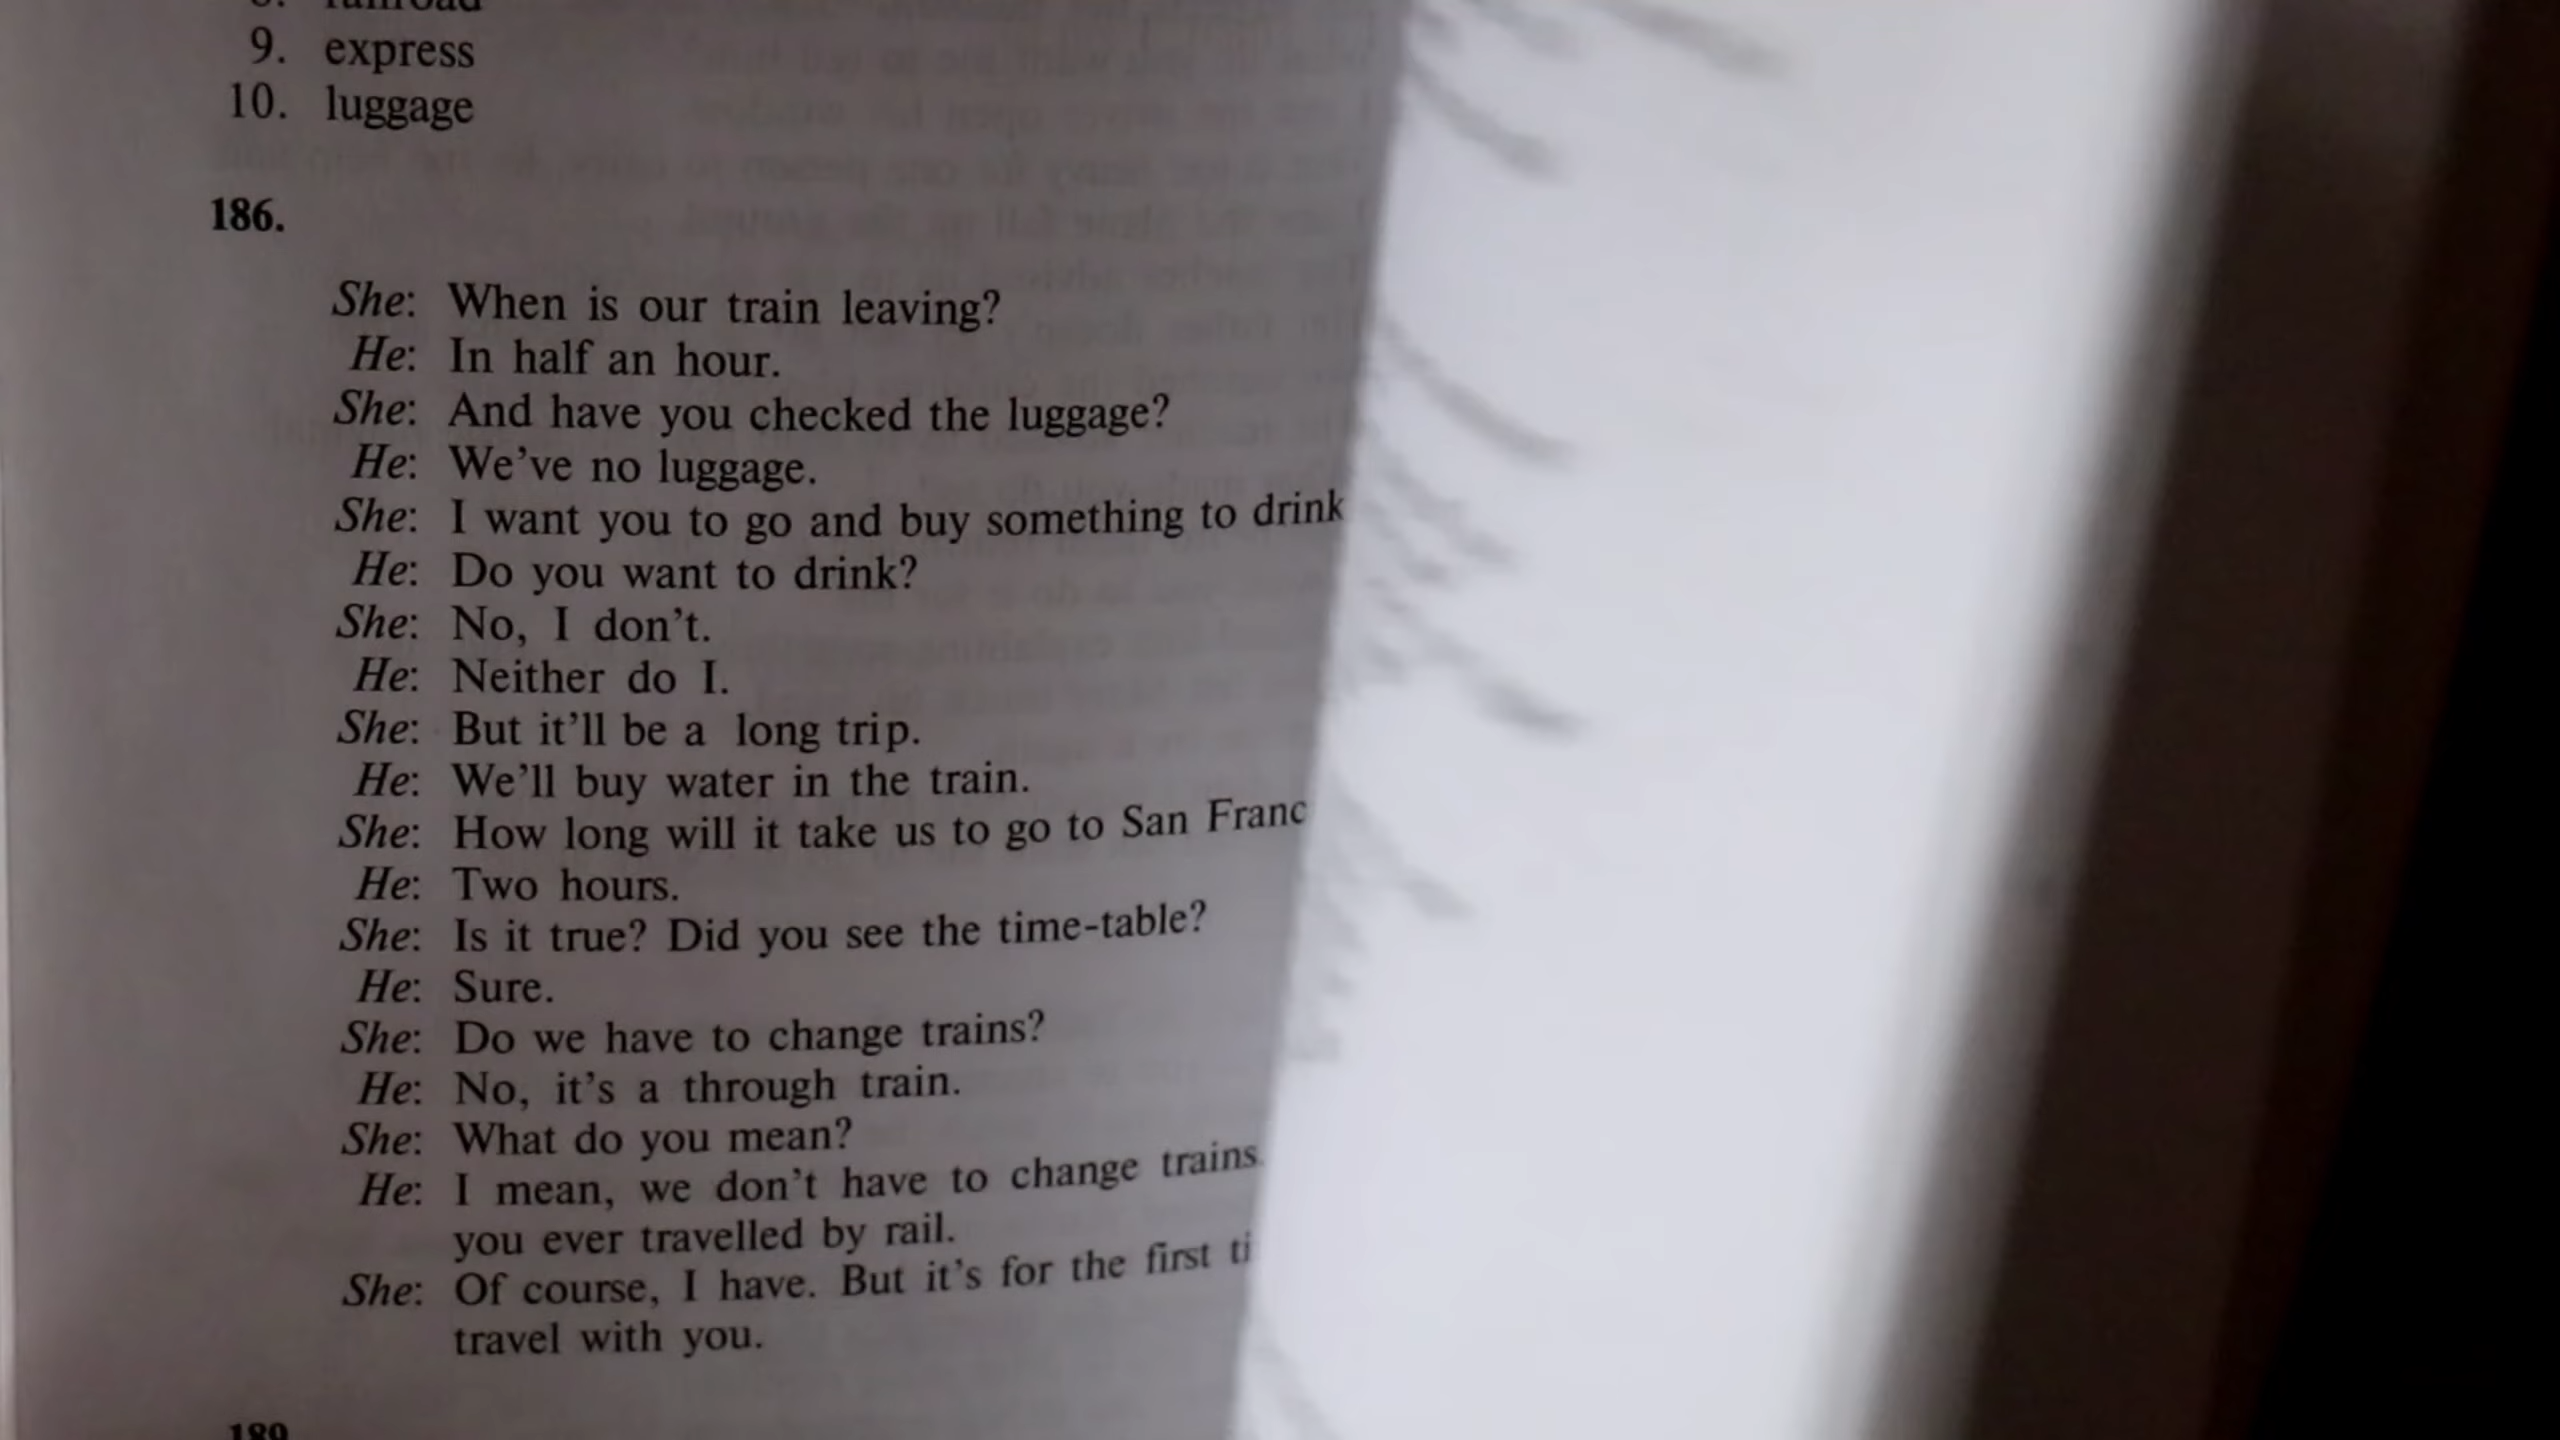 8. railroad
9. express
10. luggage
186.
She: When is our train leaving?
He: In half an hour.
She: And have you checked the luggage?
He: We've no luggage.
She: I want you to go and buy something to drink
He: Do you want to drink?
She: No, I don't.
He: Neither do I.
She: But it'll be a long trip.
He: We'll buy water in the train.
She: How long will it take us to go to San Franc
He: Two hours.
She: Is it true? Did you see the time-table?
He: Sure.
She: Do we have to change trains?
He: No, it's a through train.
She: What do you mean?
He: I mean, we don't have to change trains.
you ever travelled by rail.
She: Of course, I have. But it's for the first ti
travel with you.
189